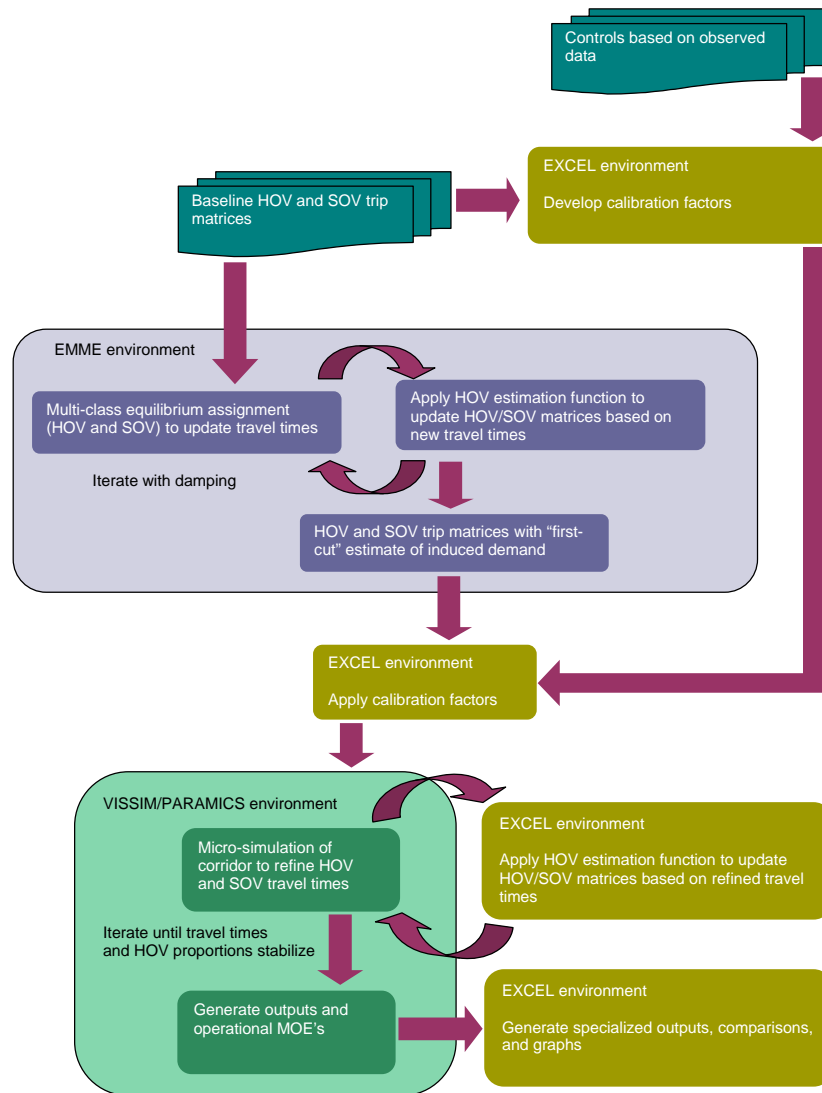 Controls based on observed
data
EXCEL environment
Develop calibration factors
Baseline HOV and SOV trip
matrices
EMME environment
Multi-class equilibrium assignment
(HOV and SOV) to update travel times
Apply HOV estimation function to
update HOV/SOV matrices based on
new travel times
Iterate with damping
HOV and SOV trip matrices with “first-
cut” estimate of induced demand
EXCEL environment
Apply calibration factors
VISSIM/PARAMICS environment
Micro-simulation of
corridor to refine HOV
and SOV travel times
EXCEL environment
Apply HOV estimation function to update
HOV/SOV matrices based on refined travel
times
Iterate until travel times
and HOV proportions stabilize
Generate outputs and
operational MOE's
EXCEL environment
Generate specialized outputs, comparisons,
and graphs